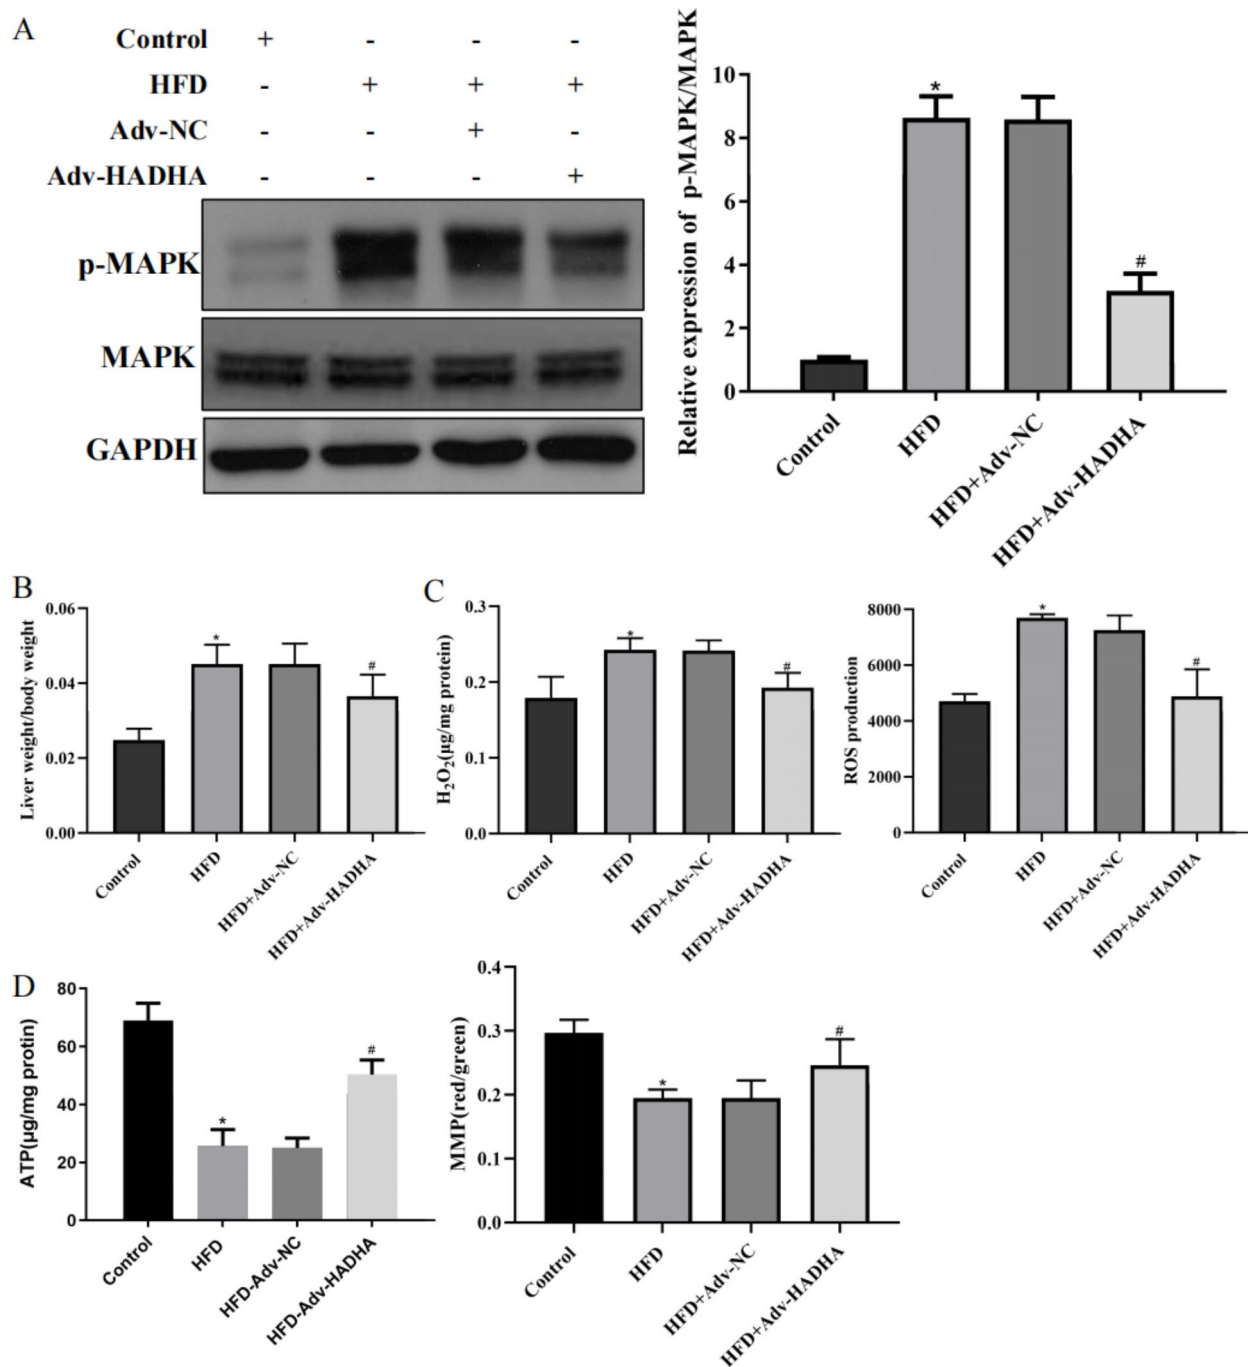 A
Control + - - -
HFD - + + +
Adv-NC - - + -
Adv-HADHA - - - +
p-MAPK
MAPK
GAPDH
Relative expression of p-MAPK/MAPK
10
8
6
4
2
0
*
#
Control
HFD
HFD+Adv-NC
HFD+Adv-HADHA
B
Liver weight/body weight
0.06
0.04
0.02
0.00
*
#
Control
HFD
HFD+Adv-NC
HFD+Adv-HADHA
C
H₂O₂(μg/mg protein)
0.3
0.2
0.1
0.0
*
#
Control
HFD
HFD+Adv-NC
HFD+Adv-HADHA
ROS production
8000
6000
4000
2000
0
*
#
Control
HFD
HFD+Adv-NC
HFD+Adv-HADHA
D
ATP(μg/mg protin)
80
60
40
20
0
*
#
Control
HFD
HFD-Adv-NC
HFD-Adv-HADHA
MMP(red/green)
0.4
0.3
0.2
0.1
0.0
*
#
Control
HFD
HFD+Adv-NC
HFD+Adv-HADHA